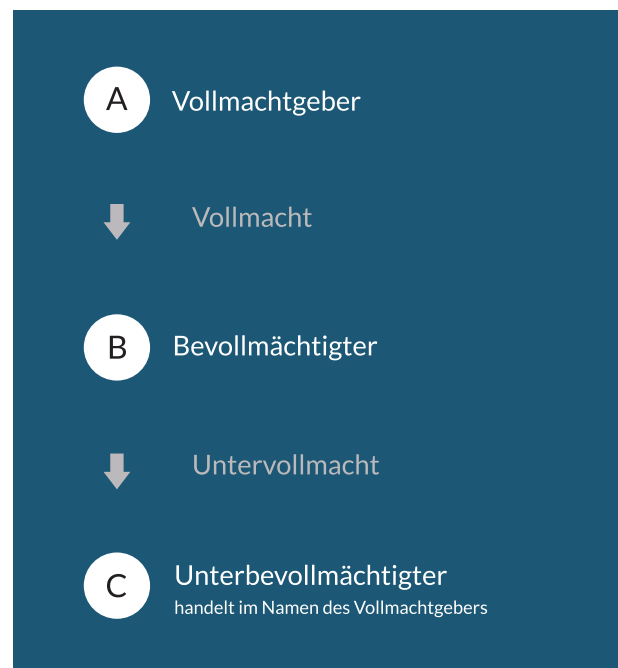 A Vollmachtgeber
Vollmacht
B Bevollmächtigter
Untervollmacht
C Unterbevollmächtigter
handelt im Namen des Vollmachtgebers